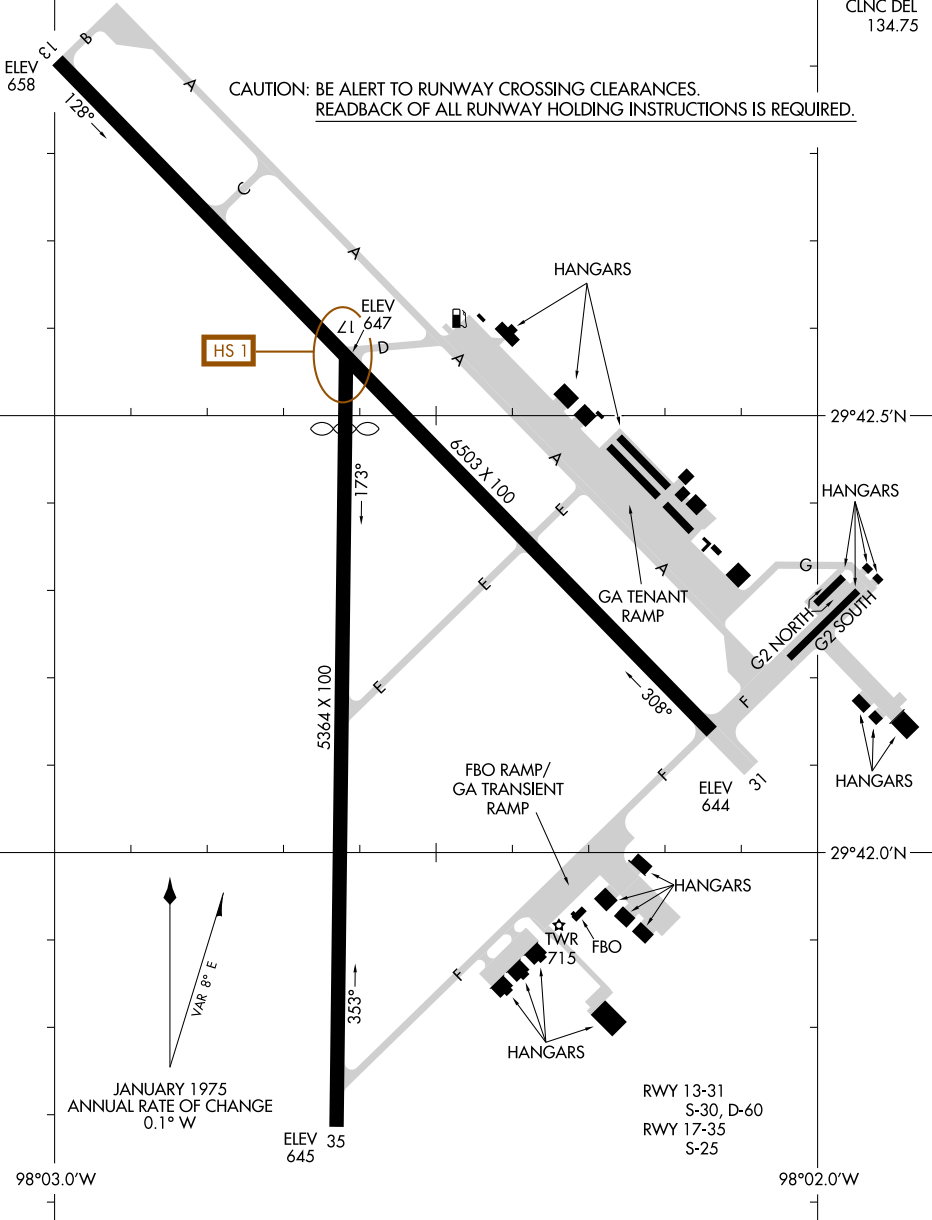 CLNC DEL
134.75
13
B
ELEV
658
A
CAUTION: BE ALERT TO RUNWAY CROSSING CLEARANCES.
READBACK OF ALL RUNWAY HOLDING INSTRUCTIONS IS REQUIRED.
128°
C
A
HANGARS
ELEV
647
17
D
HS 1
A
29°42.5'N
6503 X 100
A
173°
HANGARS
E
G
A
E
GA TENANT
RAMP
G2 NORTH
G2 SOUTH
E
308°
F
5364 X 100
FBO RAMP/
GA TRANSIENT
RAMP
F
31
ELEV
644
HANGARS
29°42.0'N
HANGARS
TWR
715
FBO
F
VAR 8° E
353°
HANGARS
JANUARY 1975
ANNUAL RATE OF CHANGE
0.1° W
RWY 13-31
S-30, D-60
RWY 17-35
S-25
ELEV
645
35
98°03.0'W
98°02.0'W